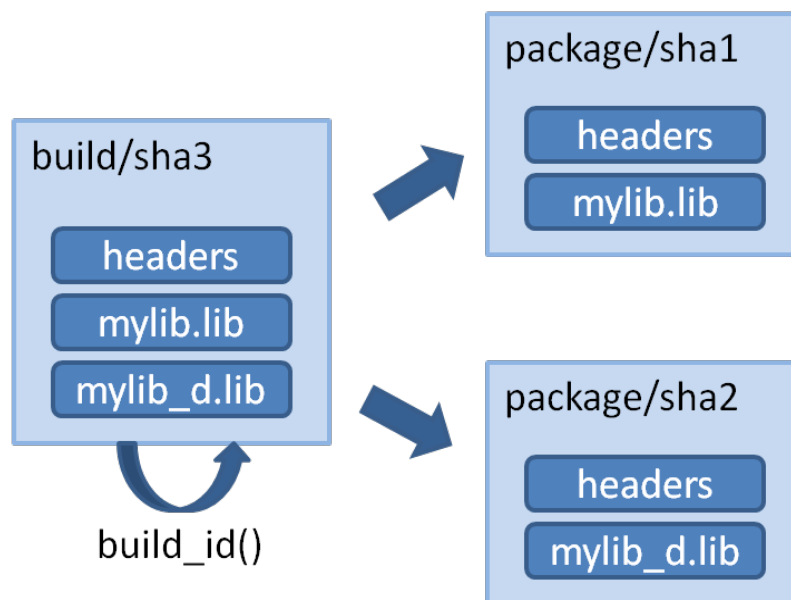 build/sha3
headers
mylib.lib
mylib_d.lib
build_id()
package/sha1
headers
mylib.lib
package/sha2
headers
mylib_d.lib